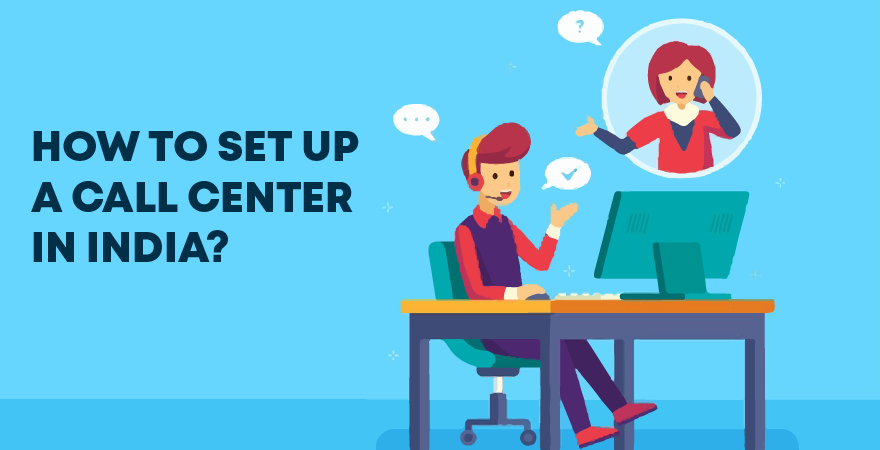 HOW TO SET UP
A CALL CENTER
IN INDIA?
?